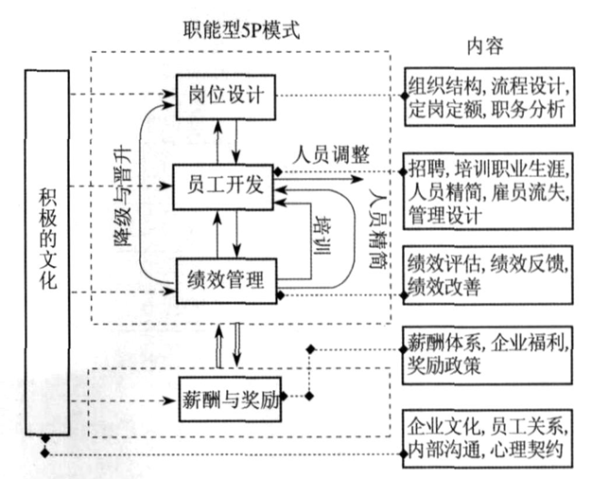 职能型5P模式
内容
岗位设计
组织结构, 流程设计,
定岗定额, 职务分析
人员调整
员工开发
招聘, 培训职业生涯,
人员精简, 雇员流失,
管理设计
积极的文化
降级与晋升
培训
人员精简
绩效管理
绩效评估, 绩效反馈,
绩效改善
薪酬体系, 企业福利,
奖励政策
薪酬与奖励
企业文化, 员工关系,
内部沟通, 心理契约